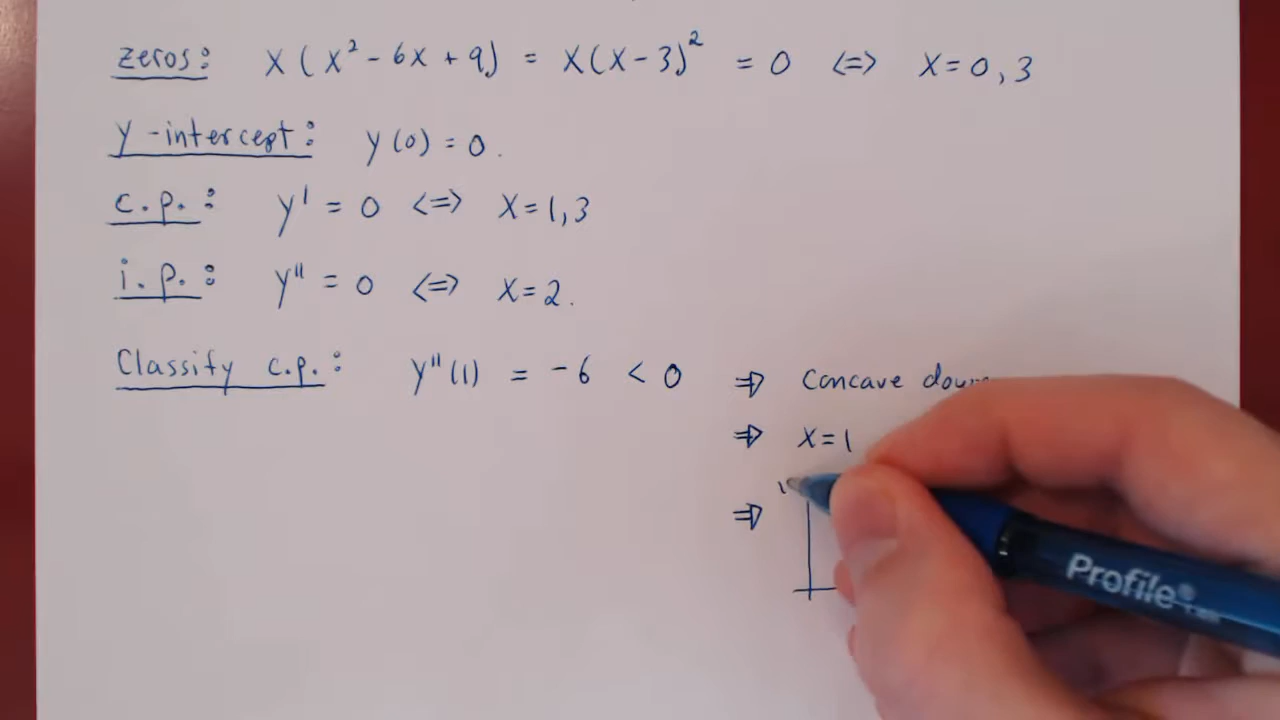 zeros: x(x² - 6x + 9) = x(x-3)² = 0 <=> x = 0, 3
y-intercept: y(0) = 0.
c.p.: y' = 0 <=> x = 1, 3
i.p.: y'' = 0 <=> x = 2.
Classify c.p.: y''(1) = -6 < 0 => Concave down
=> x = 1
=>
Profile